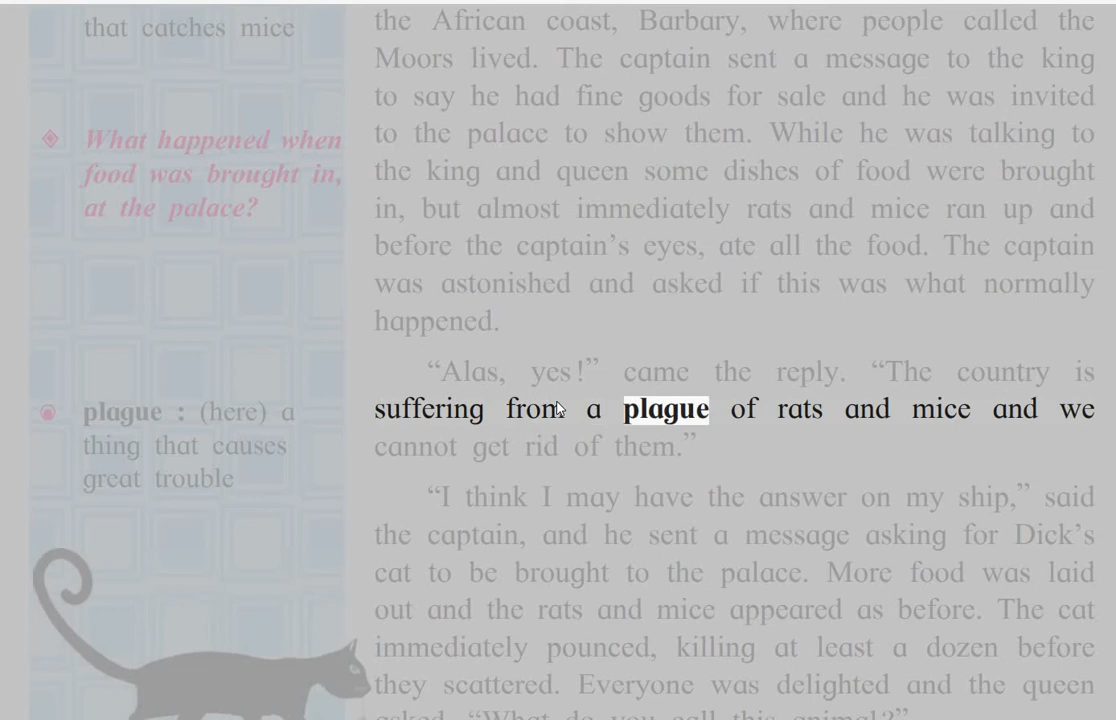 that catches mice
What happened when
food was brought in,
at the palace?
plague : (here) a
thing that causes
great trouble
the African coast, Barbary, where people called the
Moors lived. The captain sent a message to the king
to say he had fine goods for sale and he was invited
to the palace to show them. While he was talking to
the king and queen some dishes of food were brought
in, but almost immediately rats and mice ran up and
before the captain’s eyes, ate all the food. The captain
was astonished and asked if this was what normally
happened.
“Alas, yes!” came the reply. “The country is
suffering from a plague of rats and mice and we
cannot get rid of them.”
“I think I may have the answer on my ship,” said
the captain, and he sent a message asking for Dick’s
cat to be brought to the palace. More food was laid
out and the rats and mice appeared as before. The cat
immediately pounced, killing at least a dozen before
they scattered. Everyone was delighted and the queen
asked, “What do you call this animal?”